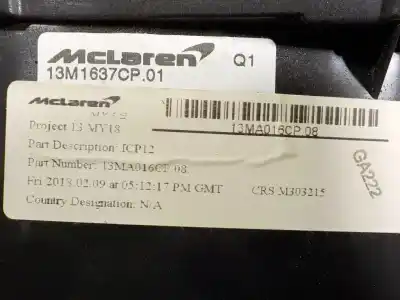 McLaren Q1
13M1637CP.01
McLaren
MY18
13MA016CP.08
Project 13 MY18
Part Description: ICP12
Part Number: 13MA016CP.08
Fri 2018.02.09 at 05:12:17 PM GMT CRS M303215
Country Designation: N/A
GA222